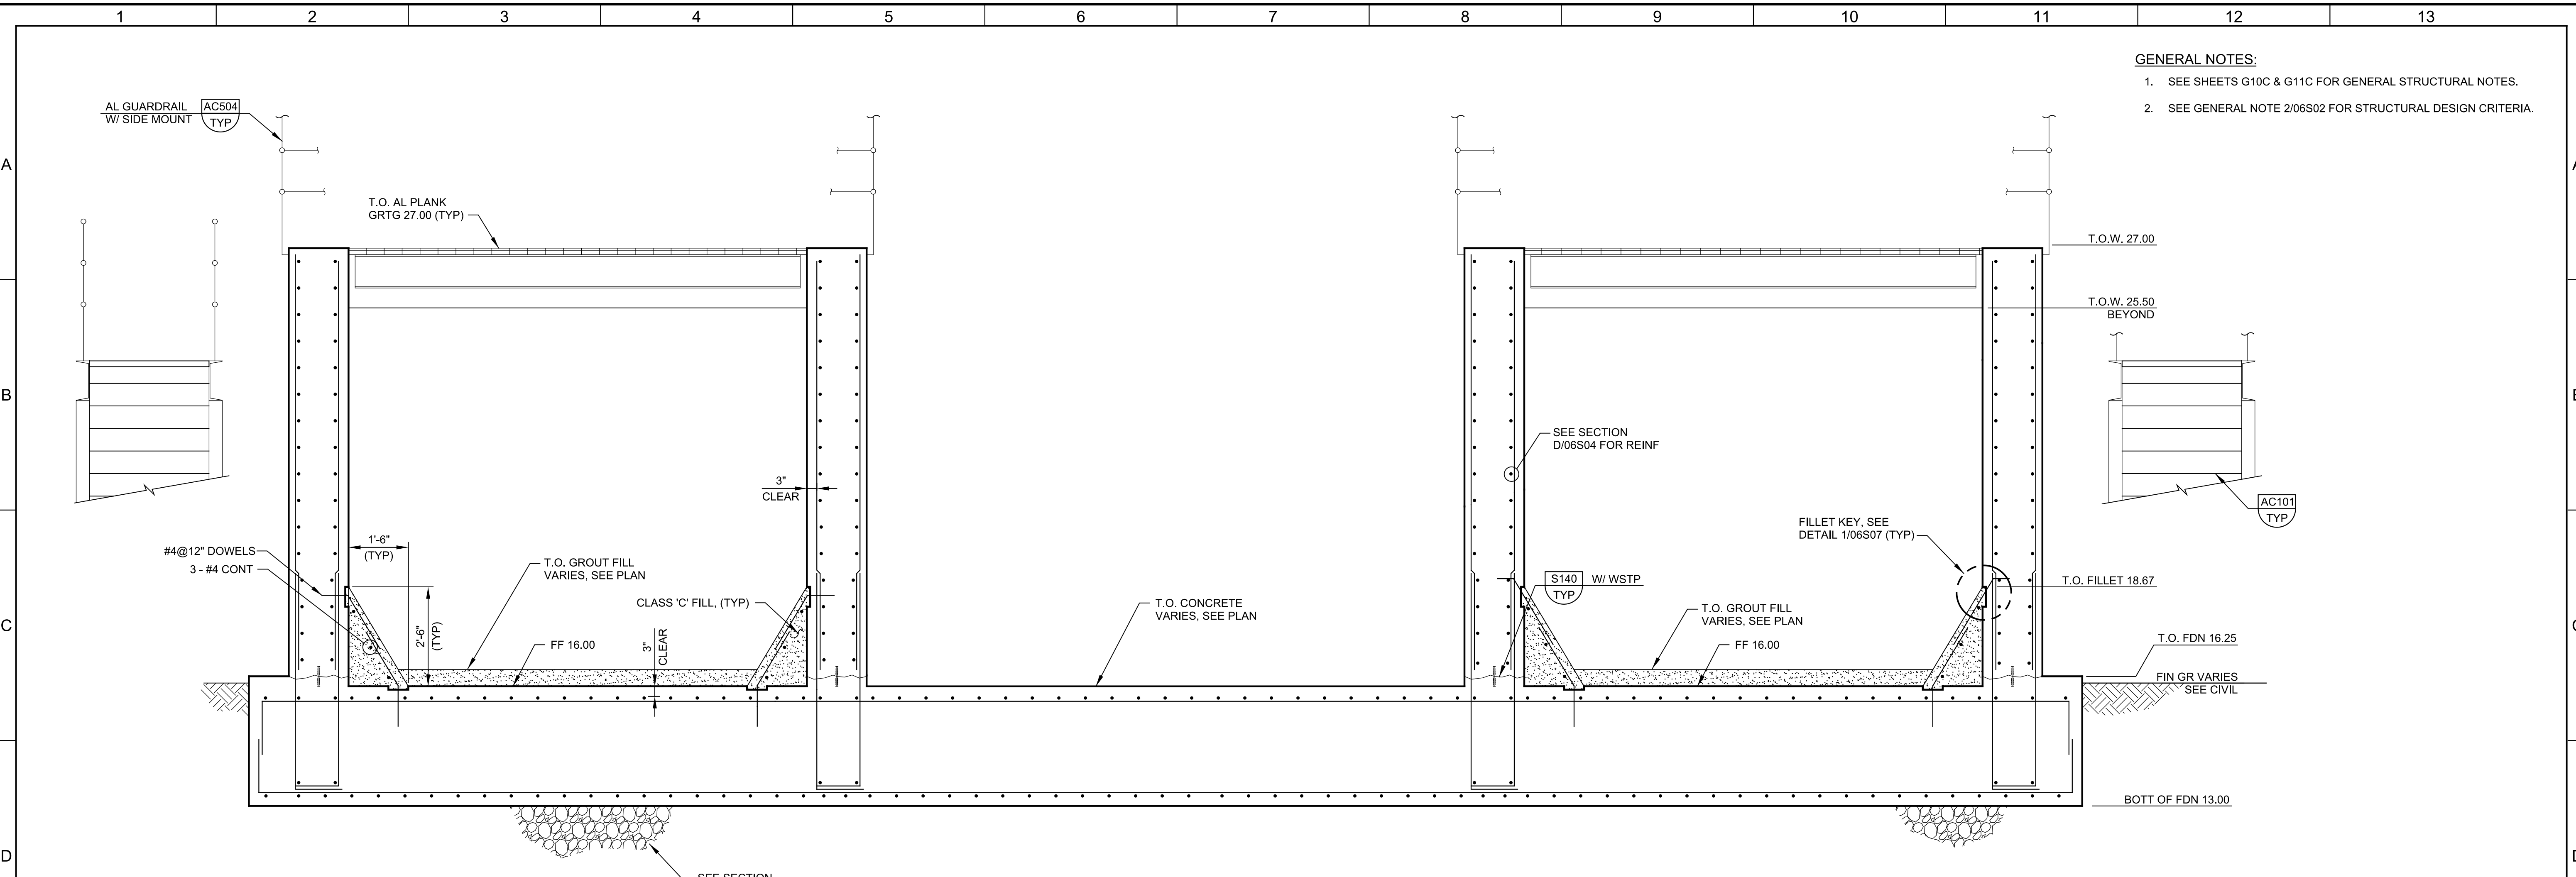 1 2 3 4 5 6 7 8 9 10 11 12 13
GENERAL NOTES:
1. SEE SHEETS G10C & G11C FOR GENERAL STRUCTURAL NOTES.
2. SEE GENERAL NOTE 2/06S02 FOR STRUCTURAL DESIGN CRITERIA.
AL GUARDRAIL
W/ SIDE MOUNT
AC504
TYP
A
T.O. AL PLANK
GRTG 27.00 (TYP)
T.O.W. 27.00
T.O.W. 25.50
BEYOND
B
SEE SECTION
D/06S04 FOR REINF
3"
CLEAR
AC101
TYP
FILLET KEY, SEE
DETAIL 1/06S07 (TYP)
#4@12" DOWELS
3 - #4 CONT
1'-6"
(TYP)
T.O. GROUT FILL
VARIES, SEE PLAN
S140
TYP
W/ WSTP
T.O. FILLET 18.67
CLASS 'C' FILL, (TYP)
T.O. CONCRETE
VARIES, SEE PLAN
T.O. GROUT FILL
VARIES, SEE PLAN
C
2'-6"
(TYP)
FF 16.00
3"
CLEAR
FF 16.00
T.O. FDN 16.25
FIN GR VARIES
SEE CIVIL
BOTT OF FDN 13.00
D
SEE SECTION